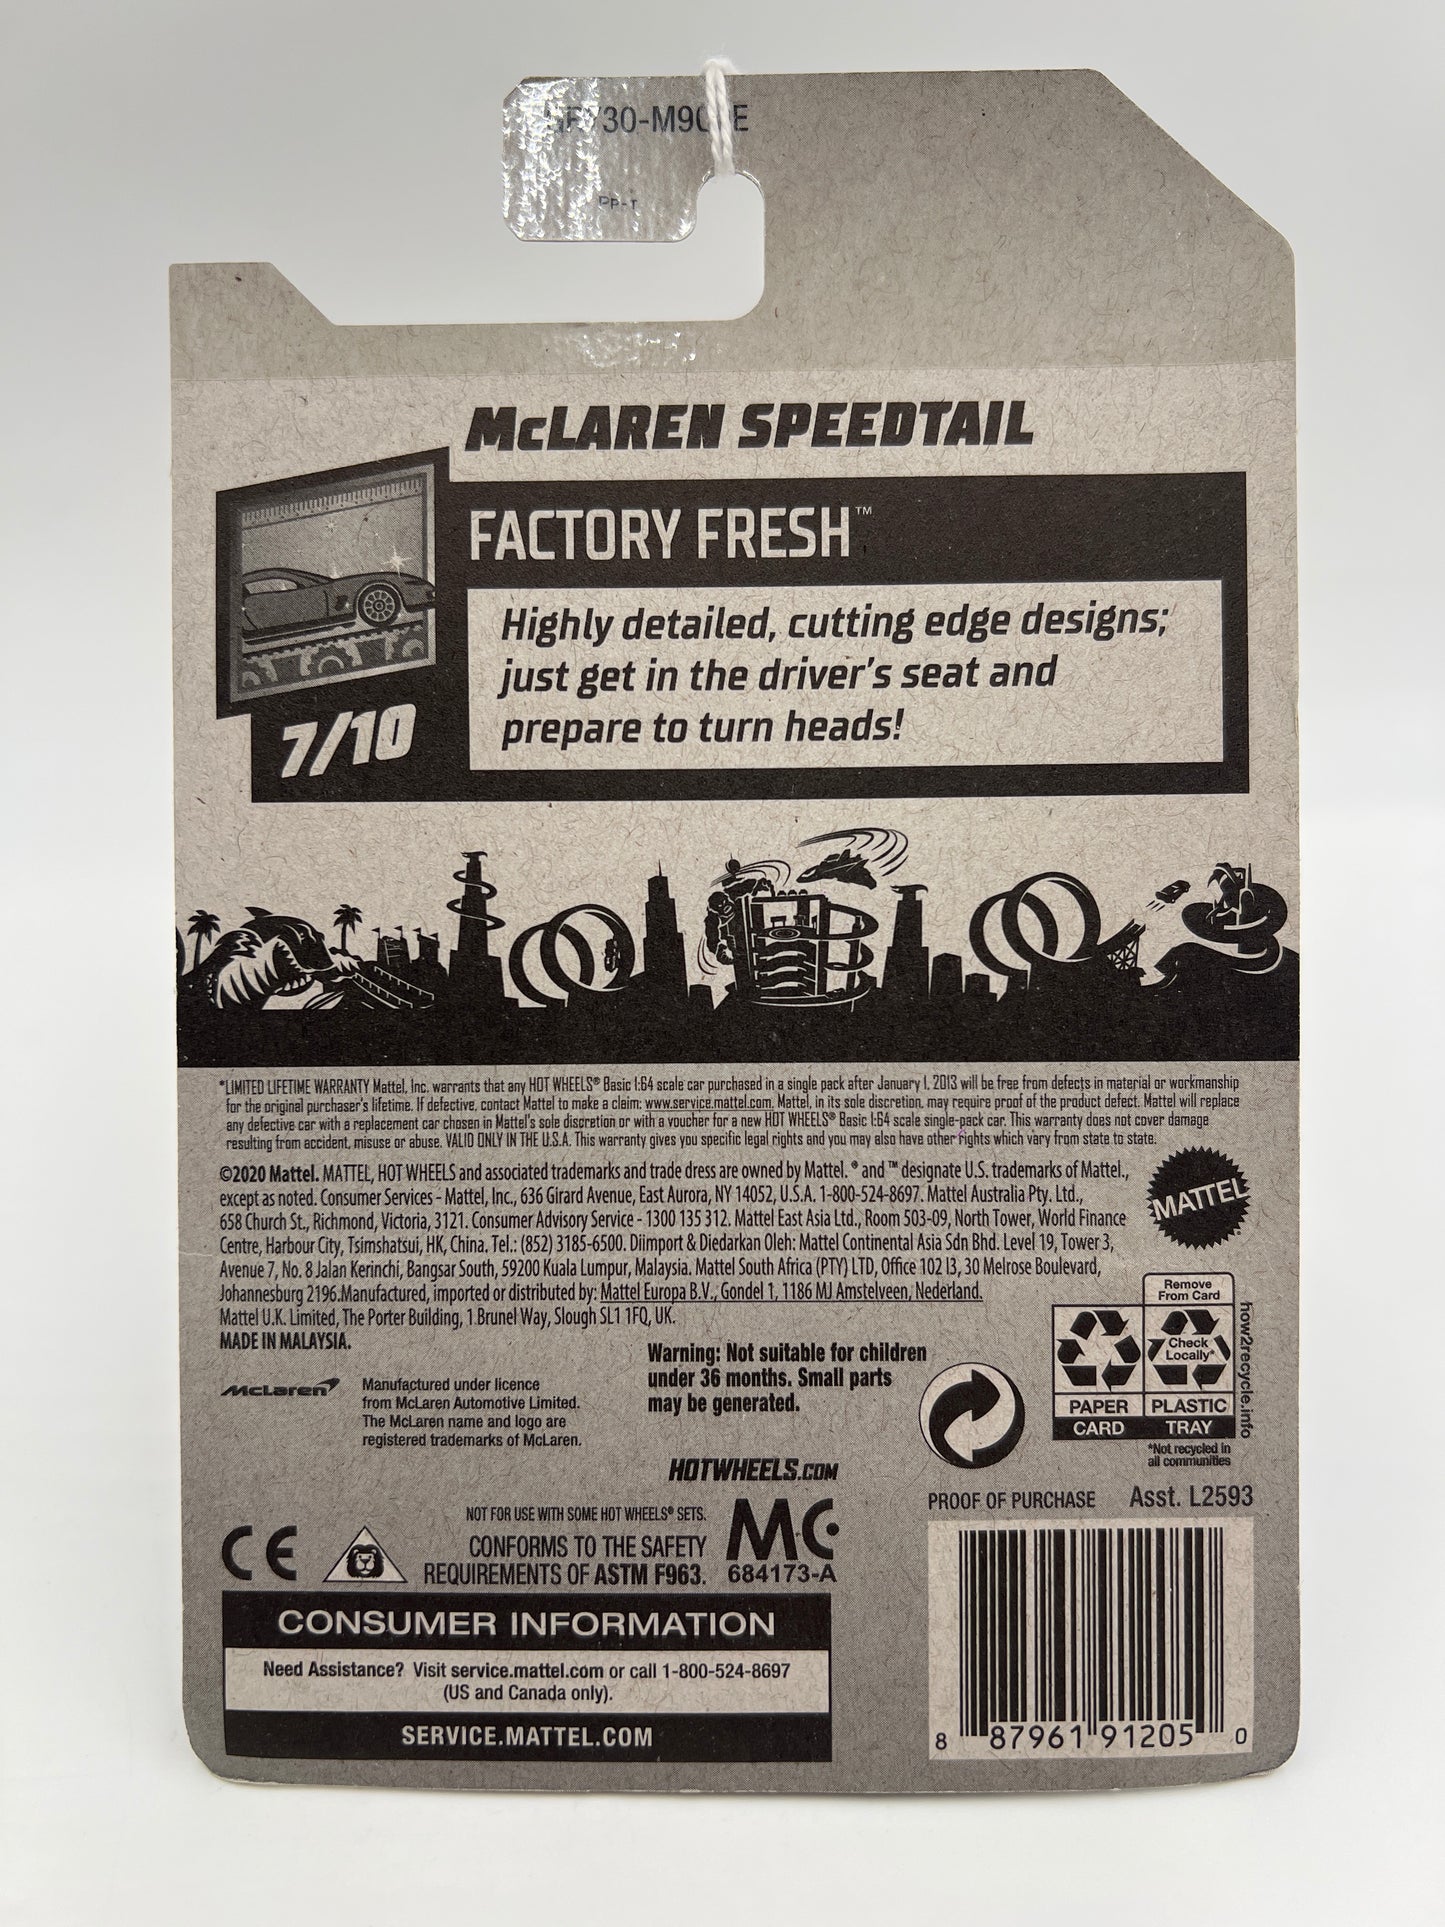 30-M90
PP-T
McLAREN SPEEDTAIL
FACTORY FRESH™
Highly detailed, cutting edge designs;
just get in the driver's seat and
prepare to turn heads!
7/10
*LIMITED LIFETIME WARRANTY Mattel, Inc. warrants that any HOT WHEELS® Basic 1:64 scale car purchased in a single pack after January 1, 2013 will be free from defects in material or workmanship
for the original purchaser's lifetime. If defective, contact Mattel to make a claim: www.service.mattel.com. Mattel, in its sole discretion, may require proof of the product defect. Mattel will replace
any defective car with a replacement car chosen in Mattel's sole discretion or with a voucher for a new HOT WHEELS® Basic 1:64 scale single-pack car. This warranty does not cover damage
resulting from accident, misuse or abuse. VALID ONLY IN THE U.S.A. This warranty gives you specific legal rights and you may also have other rights which vary from state to state.
©2020 Mattel. MATTEL, HOT WHEELS and associated trademarks and trade dress are owned by Mattel. ® and ™ designate U.S. trademarks of Mattel.,
except as noted. Consumer Services - Mattel, Inc., 636 Girard Avenue, East Aurora, NY 14052, U.S.A. 1-800-524-8697. Mattel Australia Pty. Ltd.,
658 Church St., Richmond, Victoria, 3121. Consumer Advisory Service - 1300 135 312. Mattel East Asia Ltd., Room 503-09, North Tower, World Finance
Centre, Harbour City, Tsimshatsui, HK, China. Tel.: (852) 3185-6500. Diimport & Diedarkan Oleh: Mattel Continental Asia Sdn Bhd. Level 19, Tower 3,
Avenue 7, No. 8 Jalan Kerinchi, Bangsar South, 59200 Kuala Lumpur, Malaysia. Mattel South Africa (PTY) LTD, Office 102 I3, 30 Melrose Boulevard,
Johannesburg 2196.Manufactured, imported or distributed by: Mattel Europa B.V., Gondel 1, 1186 MJ Amstelveen, Nederland.
Mattel U.K. Limited, The Porter Building, 1 Brunel Way, Slough SL1 1FQ, UK.
MADE IN MALAYSIA.
MATTEL®
McLaren
Manufactured under licence
from McLaren Automotive Limited.
The McLaren name and logo are
registered trademarks of McLaren.
Warning: Not suitable for children
under 36 months. Small parts
may be generated.
Remove
From Card
Check
Locally*
PAPER
PLASTIC
CARD
TRAY
*Not recycled in
all communities
how2recycle.info
HOTWHEELS.COM
NOT FOR USE WITH SOME HOT WHEELS® SETS.
CONFORMS TO THE SAFETY
REQUIREMENTS OF ASTM F963.
CE
MC
684173-A
PROOF OF PURCHASE
Asst. L2593
CONSUMER INFORMATION
Need Assistance? Visit service.mattel.com or call 1-800-524-8697
(US and Canada only).
SERVICE.MATTEL.COM
8 87961 91205 0